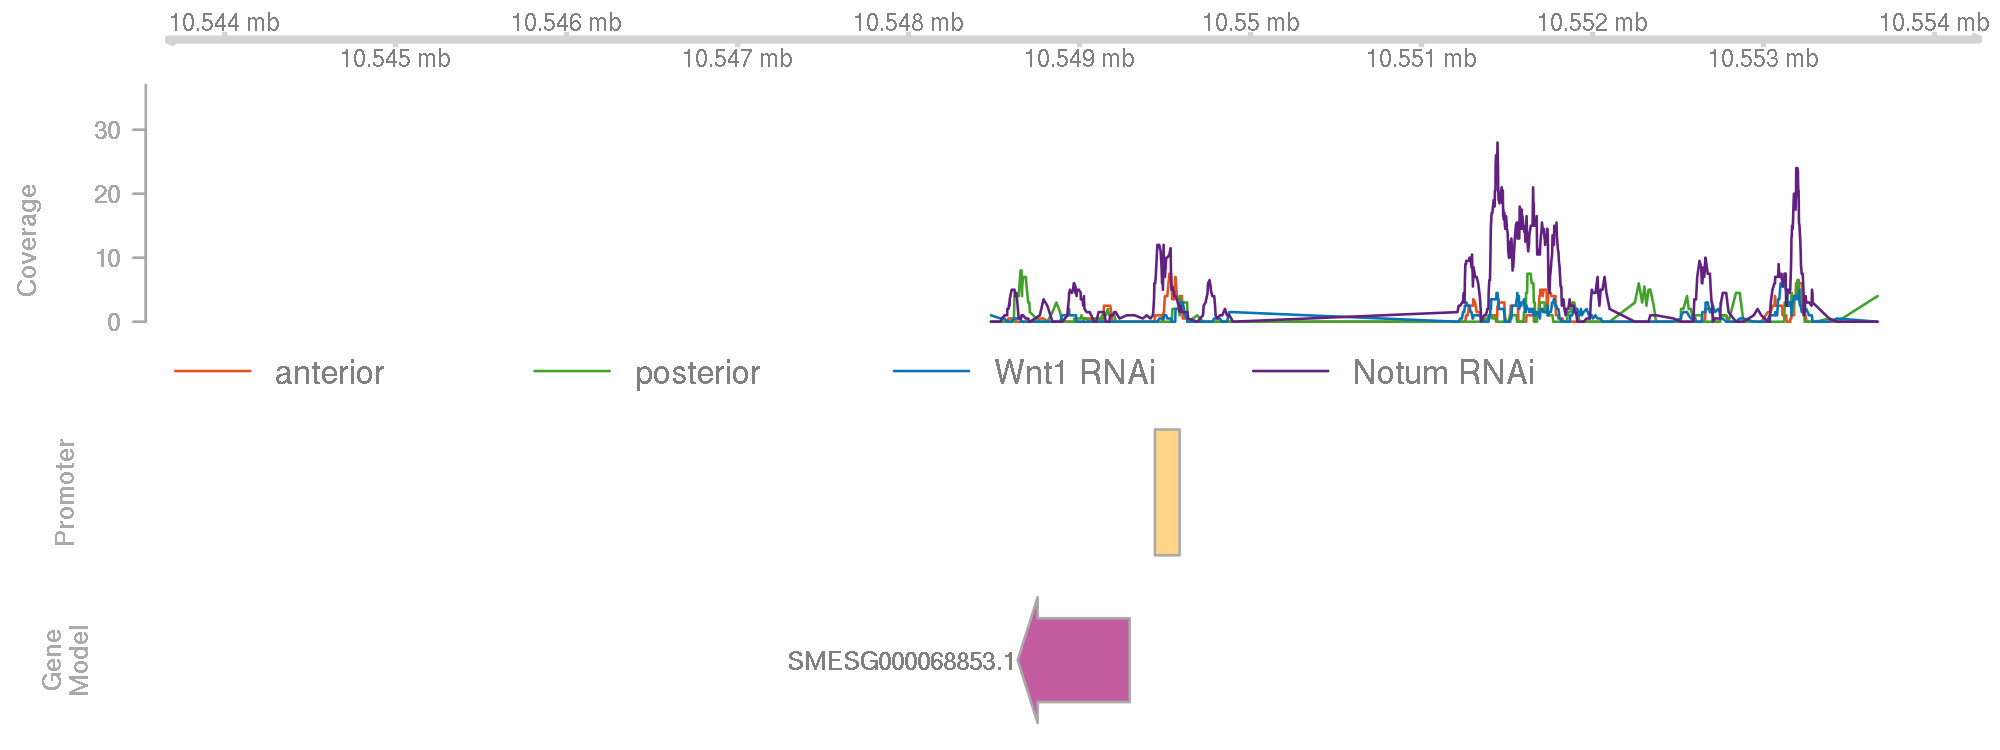 10.544 mb 10.546 mb 10.548 mb 10.55 mb 10.552 mb 10.554 mb
10.545 mb 10.547 mb 10.549 mb 10.551 mb 10.553 mb
Coverage
30
20
10
0
anterior posterior Wnt1 RNAi Notum RNAi
Promoter
Gene
Model
SMESG000068853.1